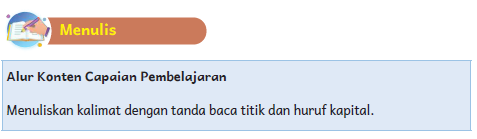 Menulis
Alur Konten Capaian Pembelajaran
Menuliskan kalimat dengan tanda baca titik dan huruf kapital.